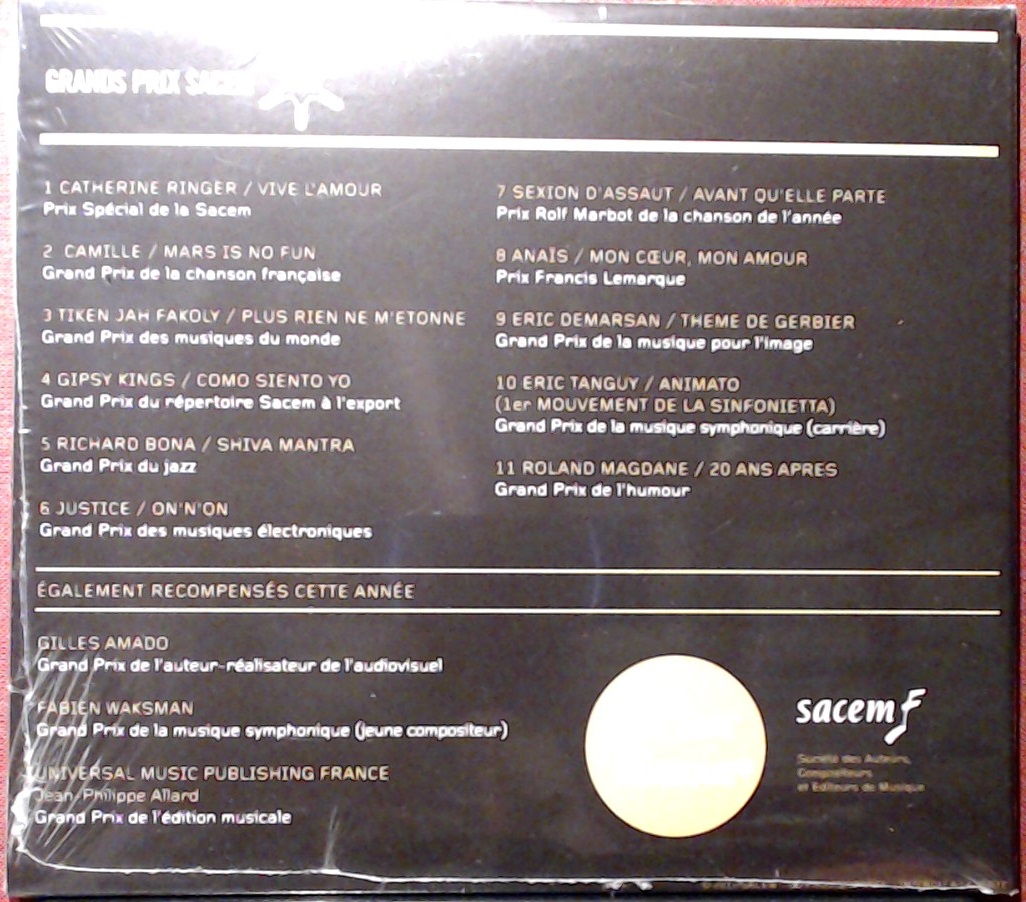 GRANDS PRIX SACEM
1 CATHERINE RINGER / VIVE L'AMOUR
Prix Spécial de la Sacem
2 CAMILLE / MARS IS NO FUN
Grand Prix de la chanson française
3 TIKEN JAH FAKOLY / PLUS RIEN NE M'ETONNE
Grand Prix des musiques du monde
4 GIPSY KINGS / COMO SIENTO YO
Grand Prix du répertoire Sacem à l'export
5 RICHARD BONA / SHIVA MANTRA
Grand Prix du jazz
6 JUSTICE / ON'N'ON
Grand Prix des musiques électroniques
7 SEXION D'ASSAUT / AVANT QU'ELLE PARTE
Prix Rolf Marbot de la chanson de l'année
8 ANAÏS / MON CŒUR, MON AMOUR
Prix Francis Lemarque
9 ERIC DEMARSAN / THEME DE GERBIER
Grand Prix de la musique pour l'image
10 ERIC TANGUY / ANIMATO
(1er MOUVEMENT DE LA SINFONIETTA)
Grand Prix de la musique symphonique (carrière)
11 ROLAND MAGDANE / 20 ANS APRES
Grand Prix de l'humour
ÉGALEMENT RECOMPENSÉS CETTE ANNÉE
GILLES AMADO
Grand Prix de l'auteur-réalisateur de l'audiovisuel
FABIEN WAKSMAN
Grand Prix de la musique symphonique (jeune compositeur)
UNIVERSAL MUSIC PUBLISHING FRANCE
Jean-Philippe Allard
Grand Prix de l'édition musicale
sacem
Société des Auteurs,
Compositeurs
et Editeurs de Musique